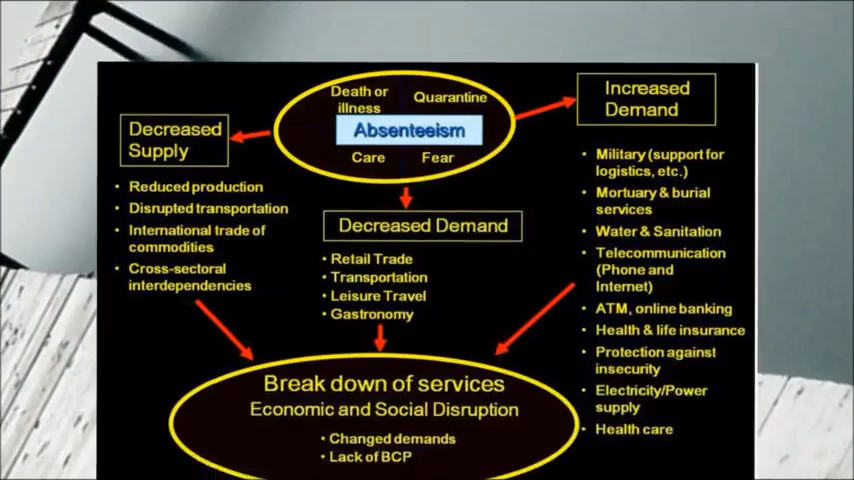 Death or
illness
Quarantine
Absenteeism
Care
Fear
Decreased
Supply
• Reduced production
• Disrupted transportation
• International trade of
commodities
• Cross-sectoral
interdependencies
Decreased Demand
• Retail Trade
• Transportation
• Leisure Travel
• Gastronomy
Increased
Demand
• Military (support for
logistics, etc.)
• Mortuary & burial
services
• Water & Sanitation
• Telecommunication
(Phone and
Internet)
• ATM, online banking
• Health & life insurance
• Protection against
insecurity
• Electricity/Power
supply
• Health care
Break down of services
Economic and Social Disruption
• Changed demands
• Lack of BCP